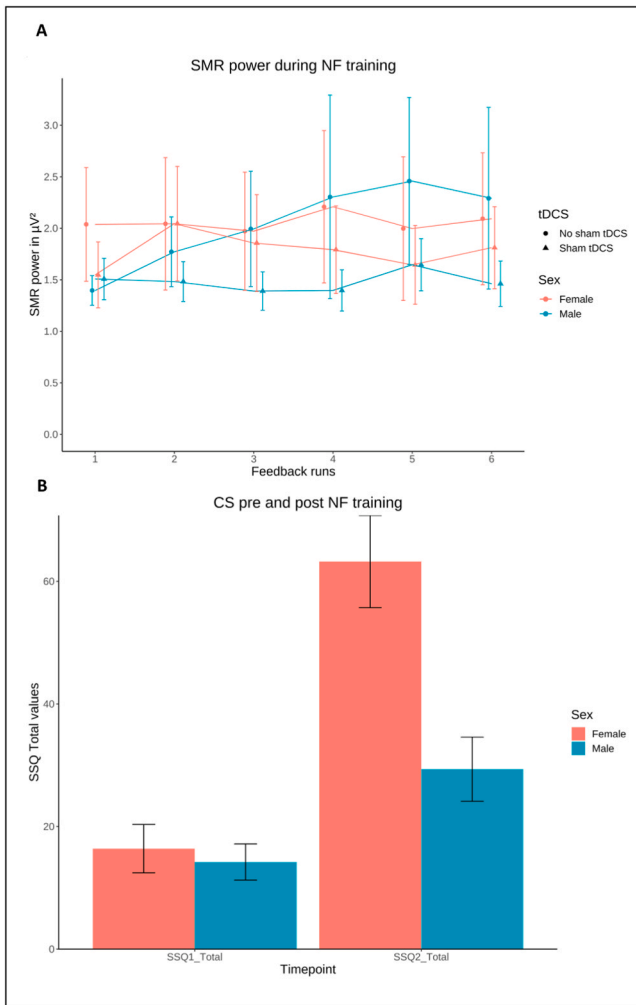 A
SMR power during NF training
3.0
2.5
2.0
1.5
1.0
0.5
0.0
SMR power in µV²
1 2 3 4 5 6
Feedback runs
tDCS
No sham tDCS
Sham tDCS
Sex
Female
Male
B
CS pre and post NF training
60
40
20
0
SSQ Total values
SSQ1_Total SSQ2_Total
Timepoint
Sex
Female
Male